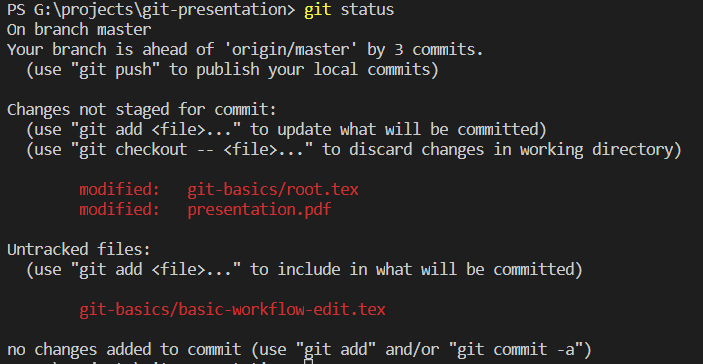 PS G:\projects\git-presentation> git status
On branch master
Your branch is ahead of 'origin/master' by 3 commits.
(use "git push" to publish your local commits)
Changes not staged for commit:
(use "git add <file>..." to update what will be committed)
(use "git checkout -- <file>..." to discard changes in working directory)
modified: git-basics/root.tex
modified: presentation.pdf
Untracked files:
(use "git add <file>..." to include in what will be committed)
git-basics/basic-workflow-edit.tex
no changes added to commit (use "git add" and/or "git commit -a")